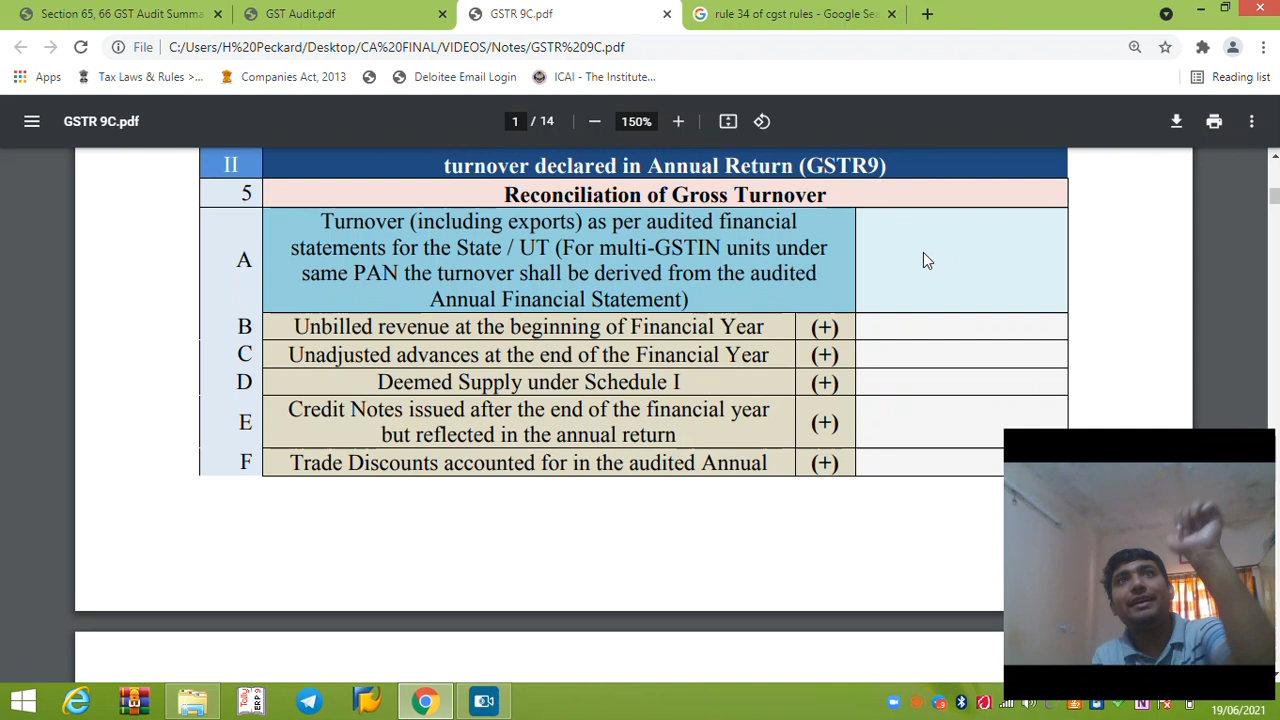 Section 65, 66 GST Audit Summa
GST Audit.pdf
GSTR 9C.pdf
rule 34 of cgst rules - Google Sea
File
C:/Users/H%20Peckard/Desktop/CA%20FINAL/VIDEOS/Notes/GSTR%209C.pdf
Apps
Tax Laws & Rules >...
Companies Act, 2013
Deloitee Email Login
ICAI - The Institute...
Reading list
GSTR 9C.pdf
1 / 14
150%
II
turnover declared in Annual Return (GSTR9)
5
Reconciliation of Gross Turnover
A
Turnover (including exports) as per audited financial
statements for the State / UT (For multi-GSTIN units under
same PAN the turnover shall be derived from the audited
Annual Financial Statement)
B
Unbilled revenue at the beginning of Financial Year
(+)
C
Unadjusted advances at the end of the Financial Year
(+)
D
Deemed Supply under Schedule I
(+)
E
Credit Notes issued after the end of the financial year
but reflected in the annual return
(+)
F
Trade Discounts accounted for in the audited Annual
(+)
Tally
ERP 9
19/06/2021